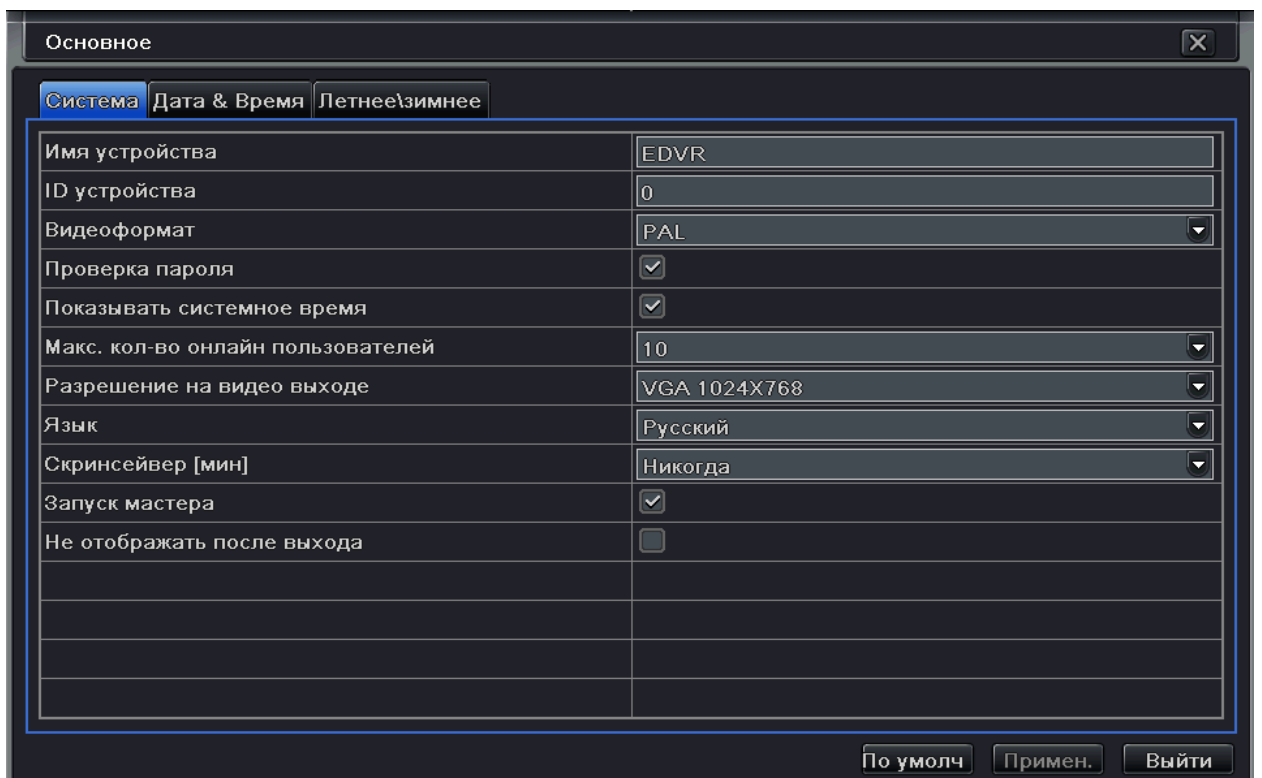 Основное
Система Дата & Время Летнее\зимнее
Имя устройства EDVR
ID устройства 0
Видеоформат PAL
Проверка пароля
Показывать системное время
Макс. кол-во онлайн пользователей 10
Разрешение на видео выходе VGA 1024X768
Язык Русский
Скринсейвер [мин] Никогда
Запуск мастера
Не отображать после выхода
По умолч Примен. Выйти